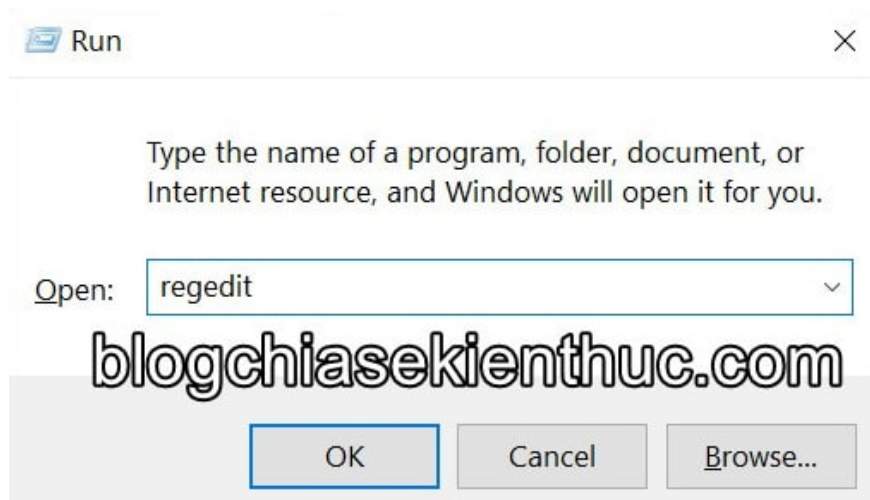 Run
Type the name of a program, folder, document, or
Internet resource, and Windows will open it for you.
Open: regedit
blogchiasekienthuc.com
OK Cancel Browse...